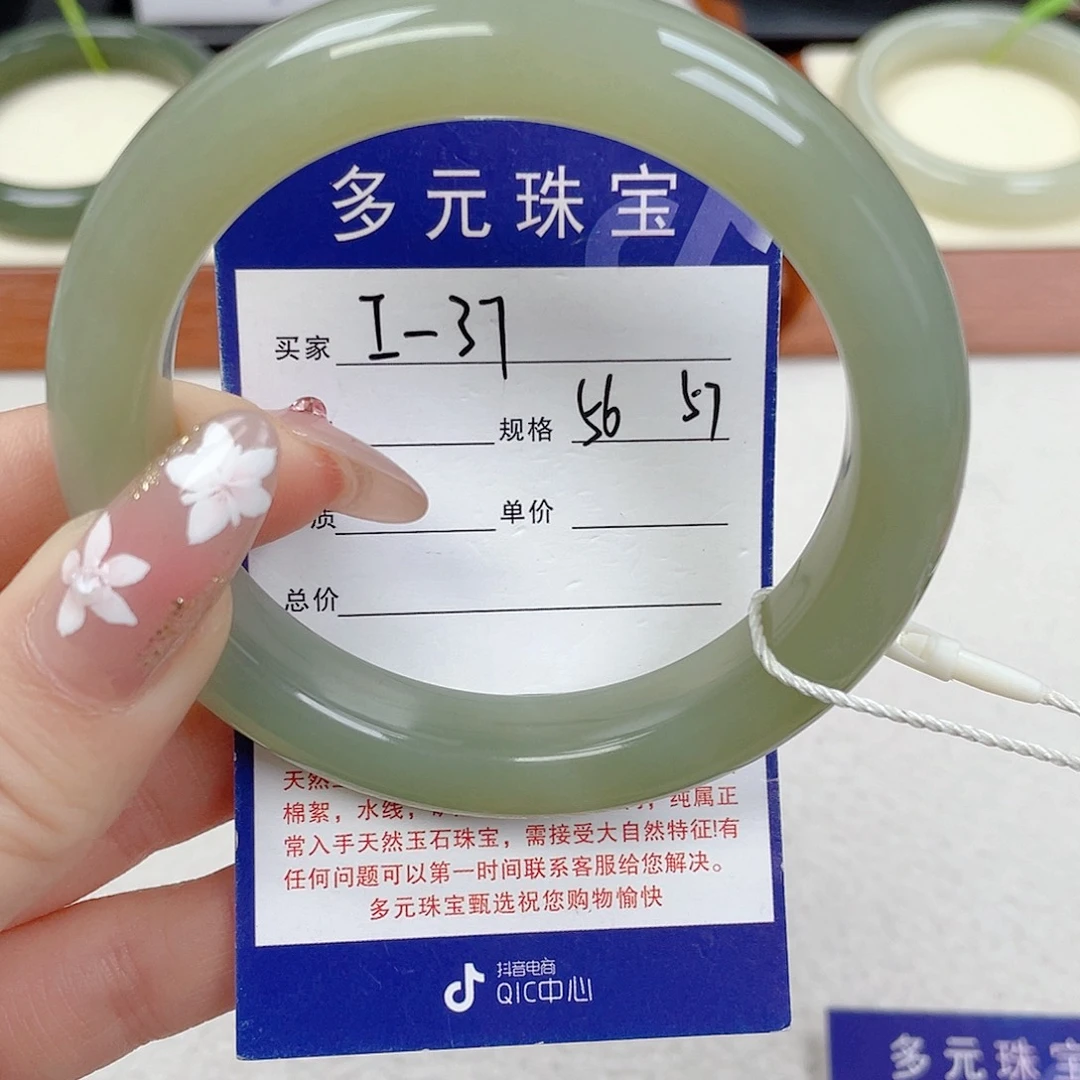 多元珠宝
买家 I-37
规格 56 57
质 单价
总价
天然
棉絮，水线， 纯属正
常入手天然玉石珠宝，需接受大自然特征!有
任何问题可以第一时间联系客服给您解决。
多元珠宝甄选祝您购物愉快
抖音电商
QIC中心
多元珠宝